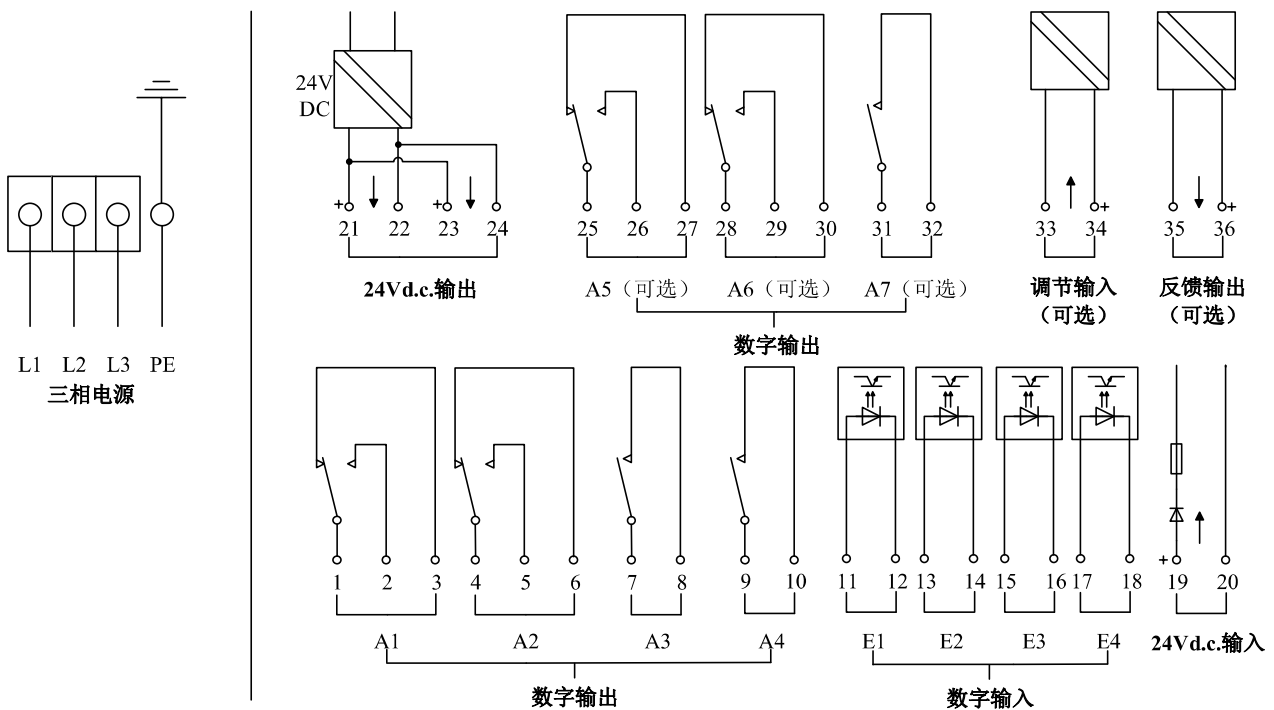 24V
DC
+ 21 22 + 23 24
24Vd.c.输出
25 26 27 28 29 30 31 32
A5（可选） A6（可选） A7（可选）
数字输出
33 34 +
调节输入
（可选）
35 36 +
反馈输出
（可选）
L1 L2 L3 PE
三相电源
1 2 3 4 5 6 7 8 9 10
A1 A2 A3 A4
数字输出
11 12 13 14 15 16 17 18
E1 E2 E3 E4
数字输入
+ 19 20
24Vd.c.输入